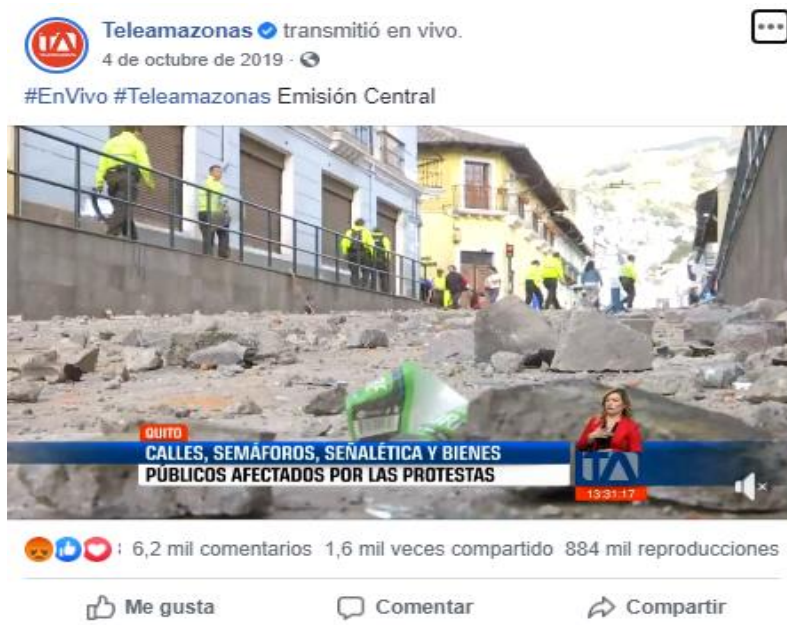 Teleamazonas transmitió en vivo.
4 de octubre de 2019 ·
#EnVivo #Teleamazonas Emisión Central
QUITO
CALLES, SEMÁFOROS, SEÑALÉTICA Y BIENES
PÚBLICOS AFECTADOS POR LAS PROTESTAS
13:31:17
6,2 mil comentarios 1,6 mil veces compartido 884 mil reproducciones
Me gusta Comentar Compartir